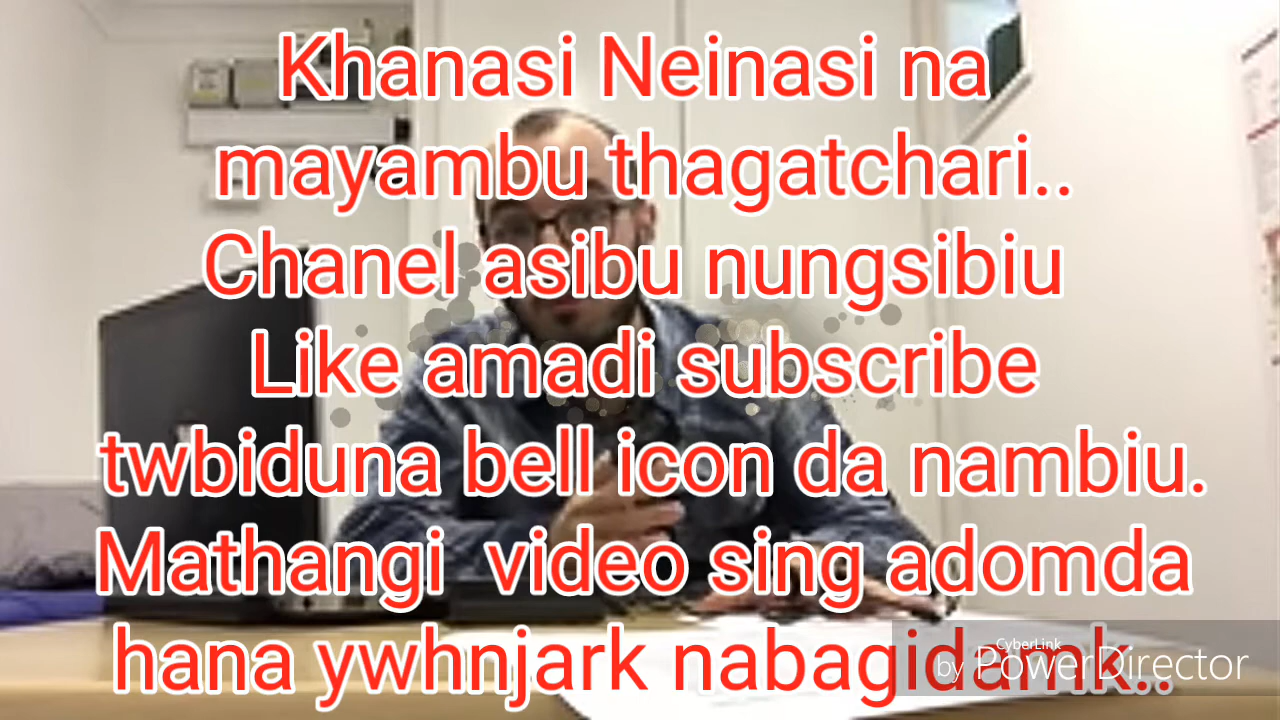 Khanasi Neinasi na
mayambu thagatchari..
Chanel asibu nungsibiu
Like amadi subscribe
twbiduna bell icon da nambiu.
Mathangi video sing adomda
hana ywhnjark nabagidamk..
CyberLink
by PowerDirector